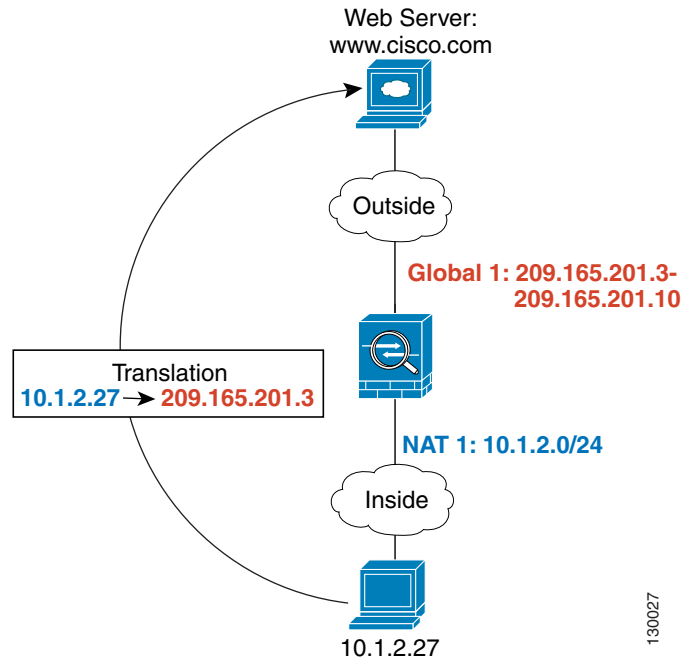 Web Server:
www.cisco.com
Outside
Global 1: 209.165.201.3-
209.165.201.10
Translation
10.1.2.27 → 209.165.201.3
NAT 1: 10.1.2.0/24
Inside
10.1.2.27
130027